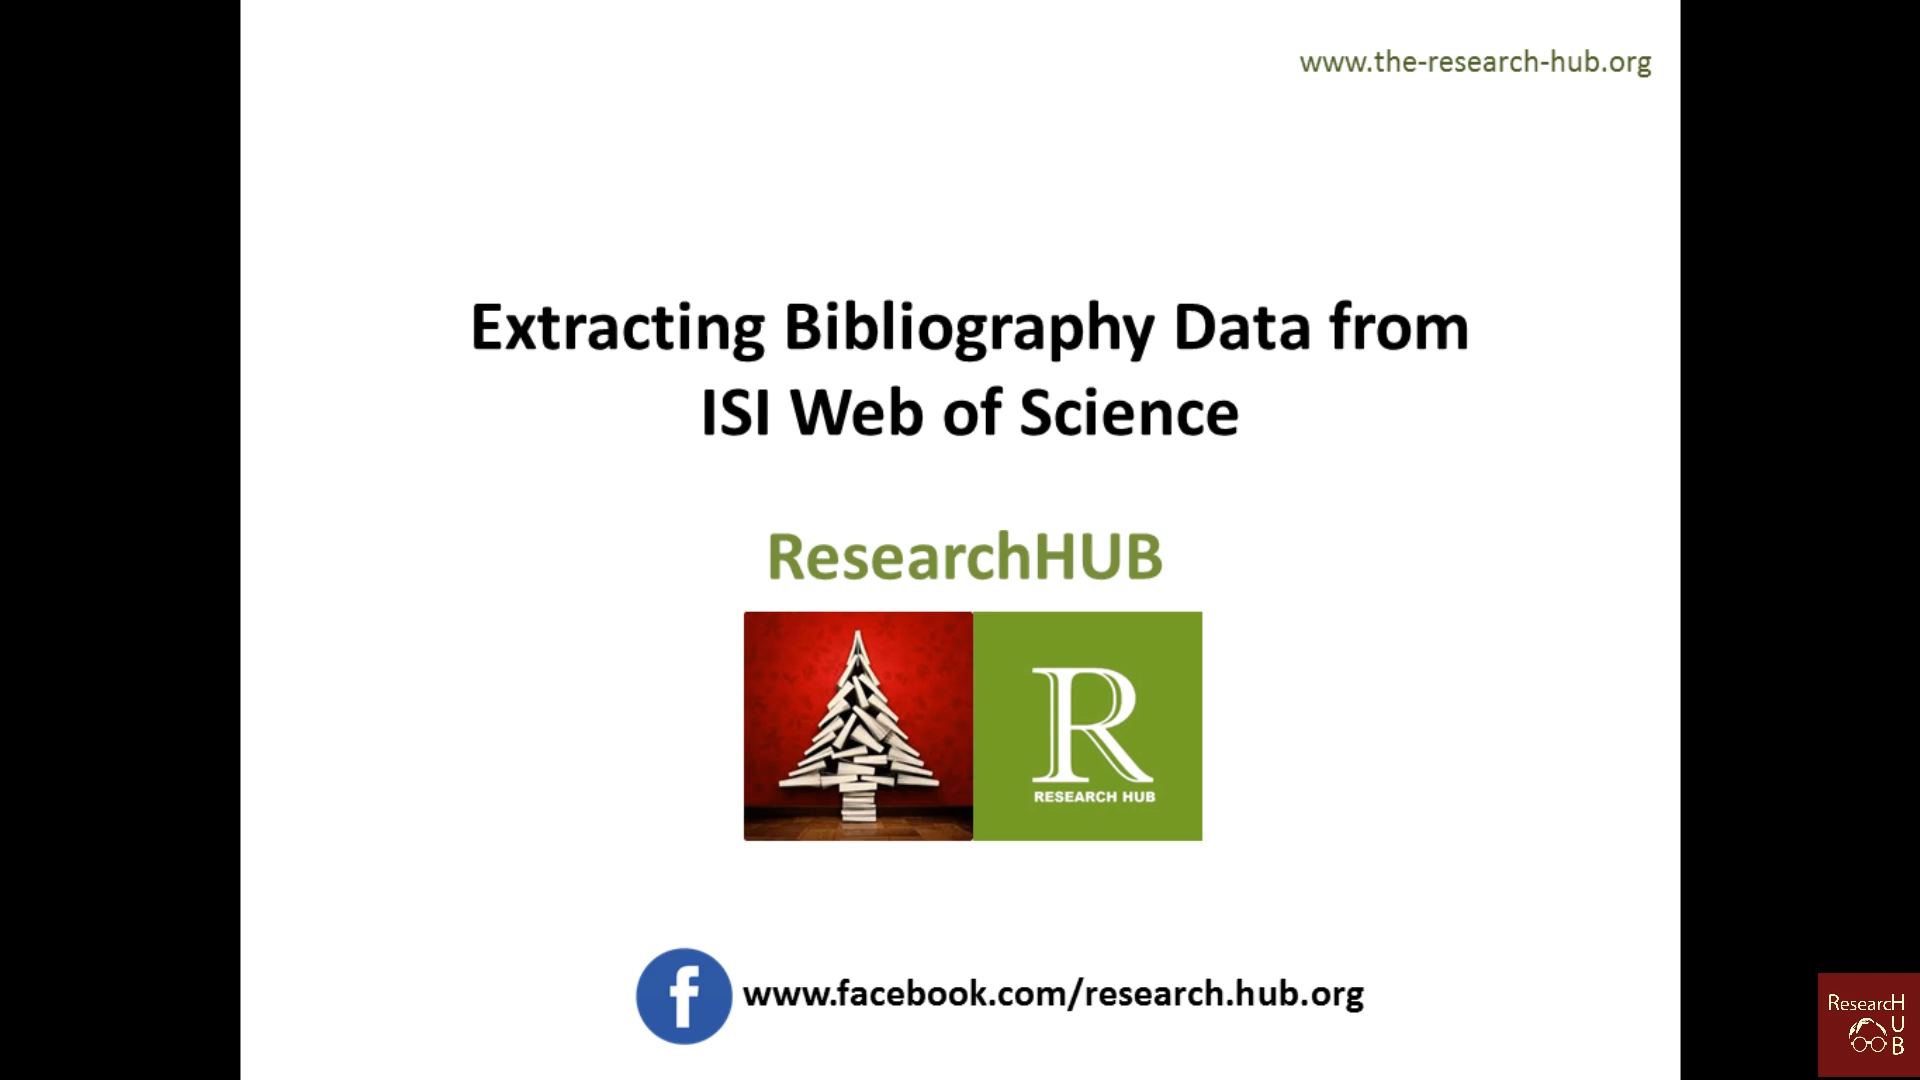 www.the-research-hub.org
Extracting Bibliography Data from
ISI Web of Science
ResearchHUB
R
RESEARCH HUB
f
www.facebook.com/research.hub.org
ResearcH
U
B